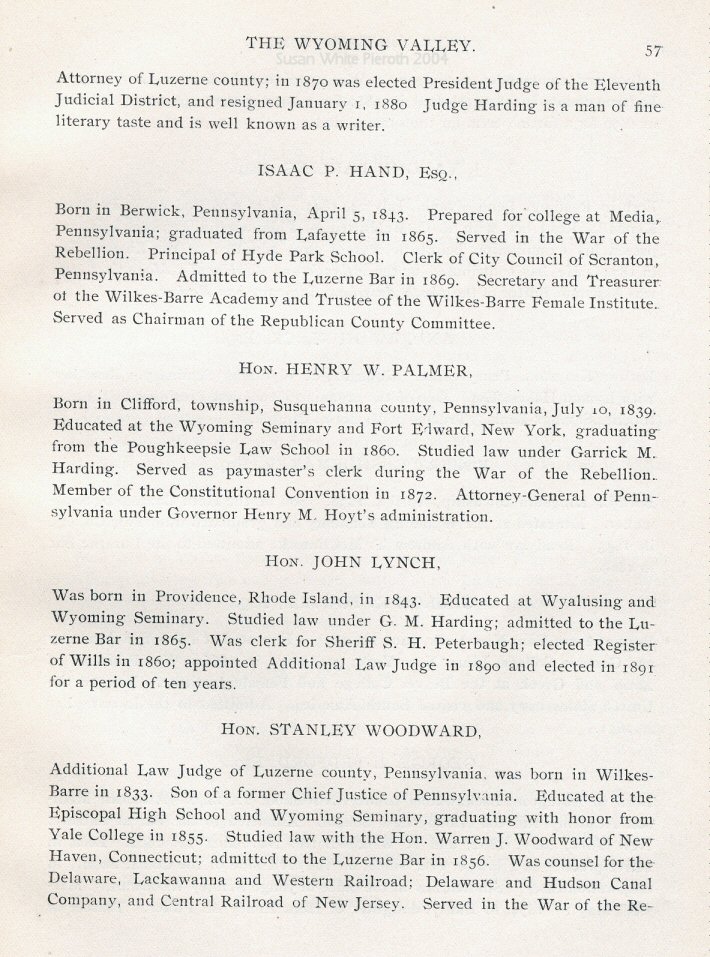 THE WYOMING VALLEY.
57
Susan White Pieroth 2004
Attorney of Luzerne county; in 1870 was elected President Judge of the Eleventh
Judicial District, and resigned January 1, 1880 Judge Harding is a man of fine
literary taste and is well known as a writer.
ISAAC P. HAND, Esq.,
Born in Berwick, Pennsylvania, April 5, 1843. Prepared for college at Media,
Pennsylvania; graduated from Lafayette in 1865. Served in the War of the
Rebellion. Principal of Hyde Park School. Clerk of City Council of Scranton,
Pennsylvania. Admitted to the Luzerne Bar in 1869. Secretary and Treasurer
of the Wilkes-Barre Academy and Trustee of the Wilkes-Barre Female Institute.
Served as Chairman of the Republican County Committee.
Hon. HENRY W. PALMER,
Born in Clifford, township, Susquehanna county, Pennsylvania, July 10, 1839.
Educated at the Wyoming Seminary and Fort Edward, New York, graduating
from the Poughkeepsie Law School in 1860. Studied law under Garrick M.
Harding. Served as paymaster's clerk during the War of the Rebellion.
Member of the Constitutional Convention in 1872. Attorney-General of Penn-
sylvania under Governor Henry M. Hoyt's administration.
Hon. JOHN LYNCH,
Was born in Providence, Rhode Island, in 1843. Educated at Wyalusing and
Wyoming Seminary. Studied law under G. M. Harding; admitted to the Lu-
zerne Bar in 1865. Was clerk for Sheriff S. H. Peterbaugh; elected Register
of Wills in 1860; appointed Additional Law Judge in 1890 and elected in 1891
for a period of ten years.
Hon. STANLEY WOODWARD,
Additional Law Judge of Luzerne county, Pennsylvania. was born in Wilkes-
Barre in 1833. Son of a former Chief Justice of Pennsylvania. Educated at the
Episcopal High School and Wyoming Seminary, graduating with honor from
Yale College in 1855. Studied law with the Hon. Warren J. Woodward of New
Haven, Connecticut; admitted to the Luzerne Bar in 1856. Was counsel for the
Delaware, Lackawanna and Western Railroad; Delaware and Hudson Canal
Company, and Central Railroad of New Jersey. Served in the War of the Re-